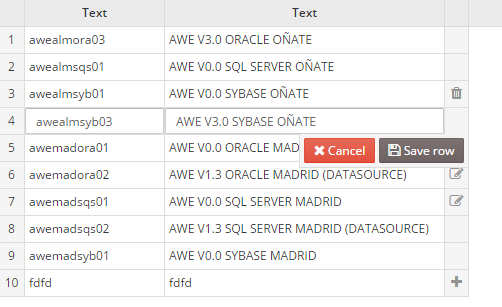 Text Text
1 awealmora03 AWE V3.0 ORACLE OÑATE
2 awealmsqs01 AWE V0.0 SQL SERVER OÑATE
3 awealmsyb01 AWE V0.0 SYBASE OÑATE
4 awealmsyb03 AWE V3.0 SYBASE OÑATE
Cancel Save row
5 awemadora01 AWE V0.0 ORACLE MAD
6 awemadora02 AWE V1.3 ORACLE MADRID (DATASOURCE)
7 awemadsqs01 AWE V0.0 SQL SERVER MADRID
8 awemadsqs02 AWE V1.3 SQL SERVER MADRID (DATASOURCE)
9 awemadsyb01 AWE V0.0 SYBASE MADRID
10 fdfd fdfd